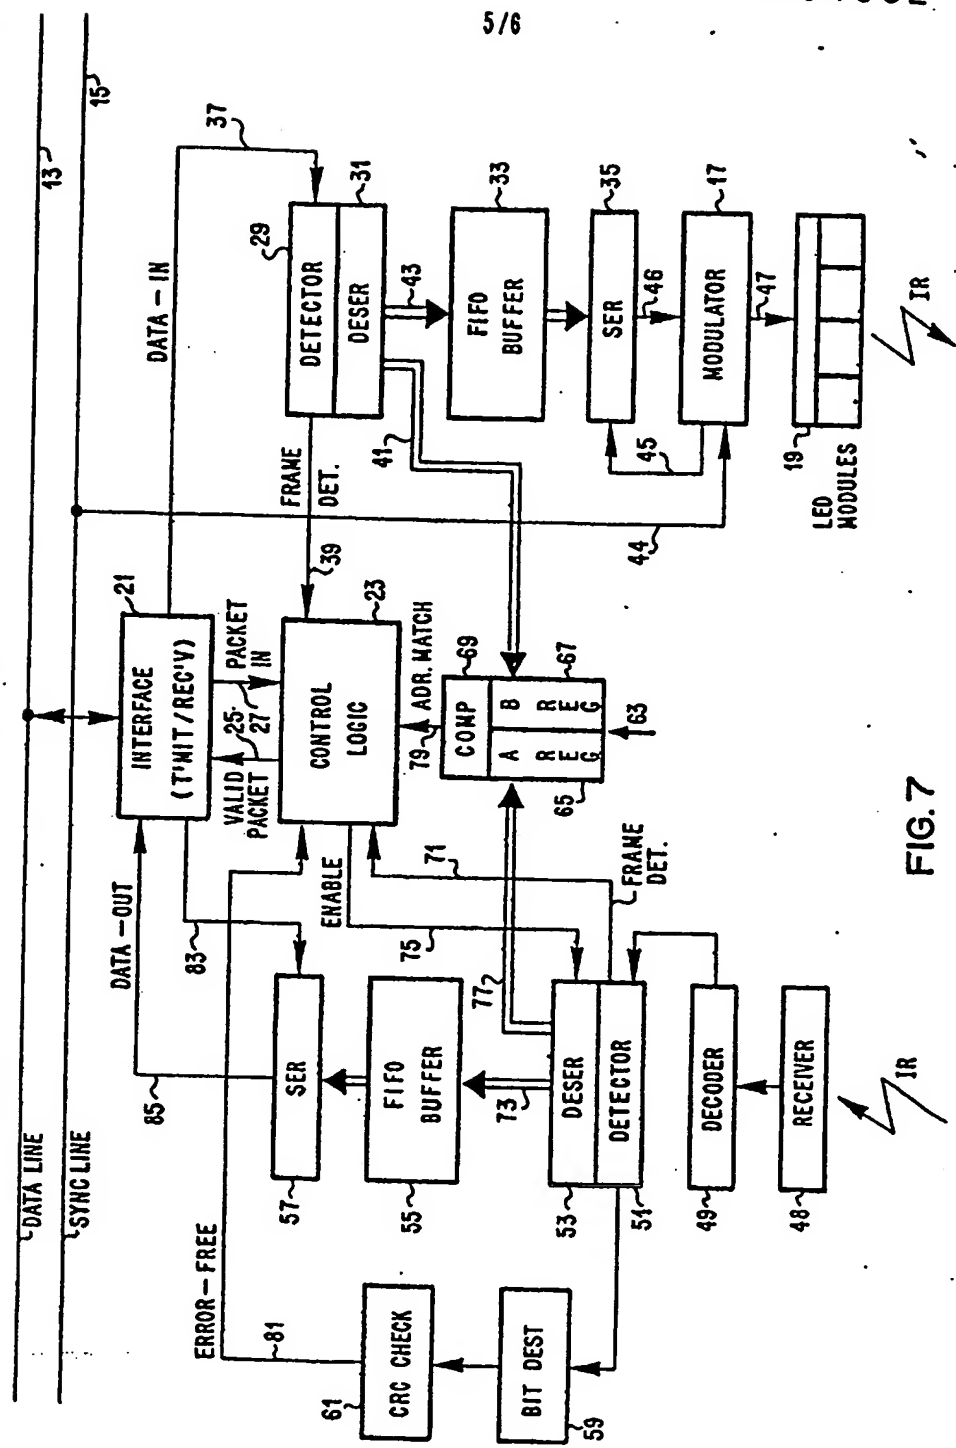 5/6
DATA LINE
13
SYNC LINE
15
ERROR-FREE
81
DATA-OUT
85
83
INTERFACE
(T'MIT/REC'V)
21
DATA-IN
37
VALID
PACKET
25
27
PACKET
IN
ENABLE
CONTROL
LOGIC
23
39
FRAME
DET.
DETECTOR
29
DESER
31
41
43
FIFO
BUFFER
33
SER
35
46
45
MODULATOR
17
44
47
19
LED
MODULES
IR
61
CRC CHECK
BIT DEST
59
57
SER
FIFO
BUFFER
55
73
77
75
71
79
ADR. MATCH
COMP
69
A
REG
B
REG
65
67
63
DESER
53
DETECTOR
51
FRAME
DET.
DECODER
49
RECEIVER
48
IR
FIG.7